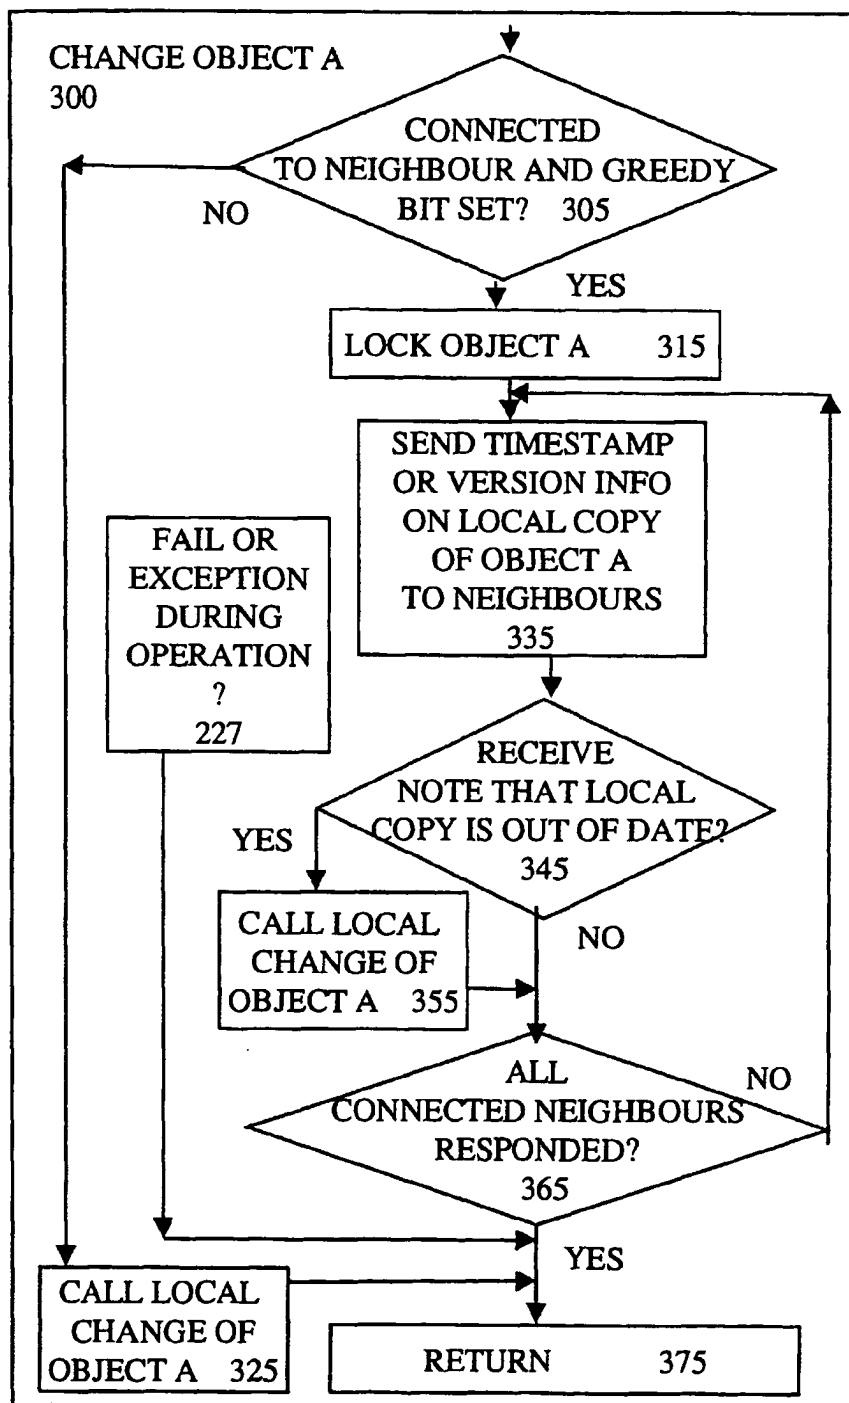 CHANGE OBJECT A
300
CONNECTED
TO NEIGHBOUR AND GREEDY
BIT SET? 305
NO
YES
LOCK OBJECT A 315
SEND TIMESTAMP
OR VERSION INFO
ON LOCAL COPY
OF OBJECT A
TO NEIGHBOURS
335
FAIL OR
EXCEPTION
DURING
OPERATION
?
227
RECEIVE
NOTE THAT LOCAL
COPY IS OUT OF DATE?
345
YES
NO
CALL LOCAL
CHANGE OF
OBJECT A 355
ALL
CONNECTED NEIGHBOURS
RESPONDED?
365
NO
YES
CALL LOCAL
CHANGE OF
OBJECT A 325
RETURN 375